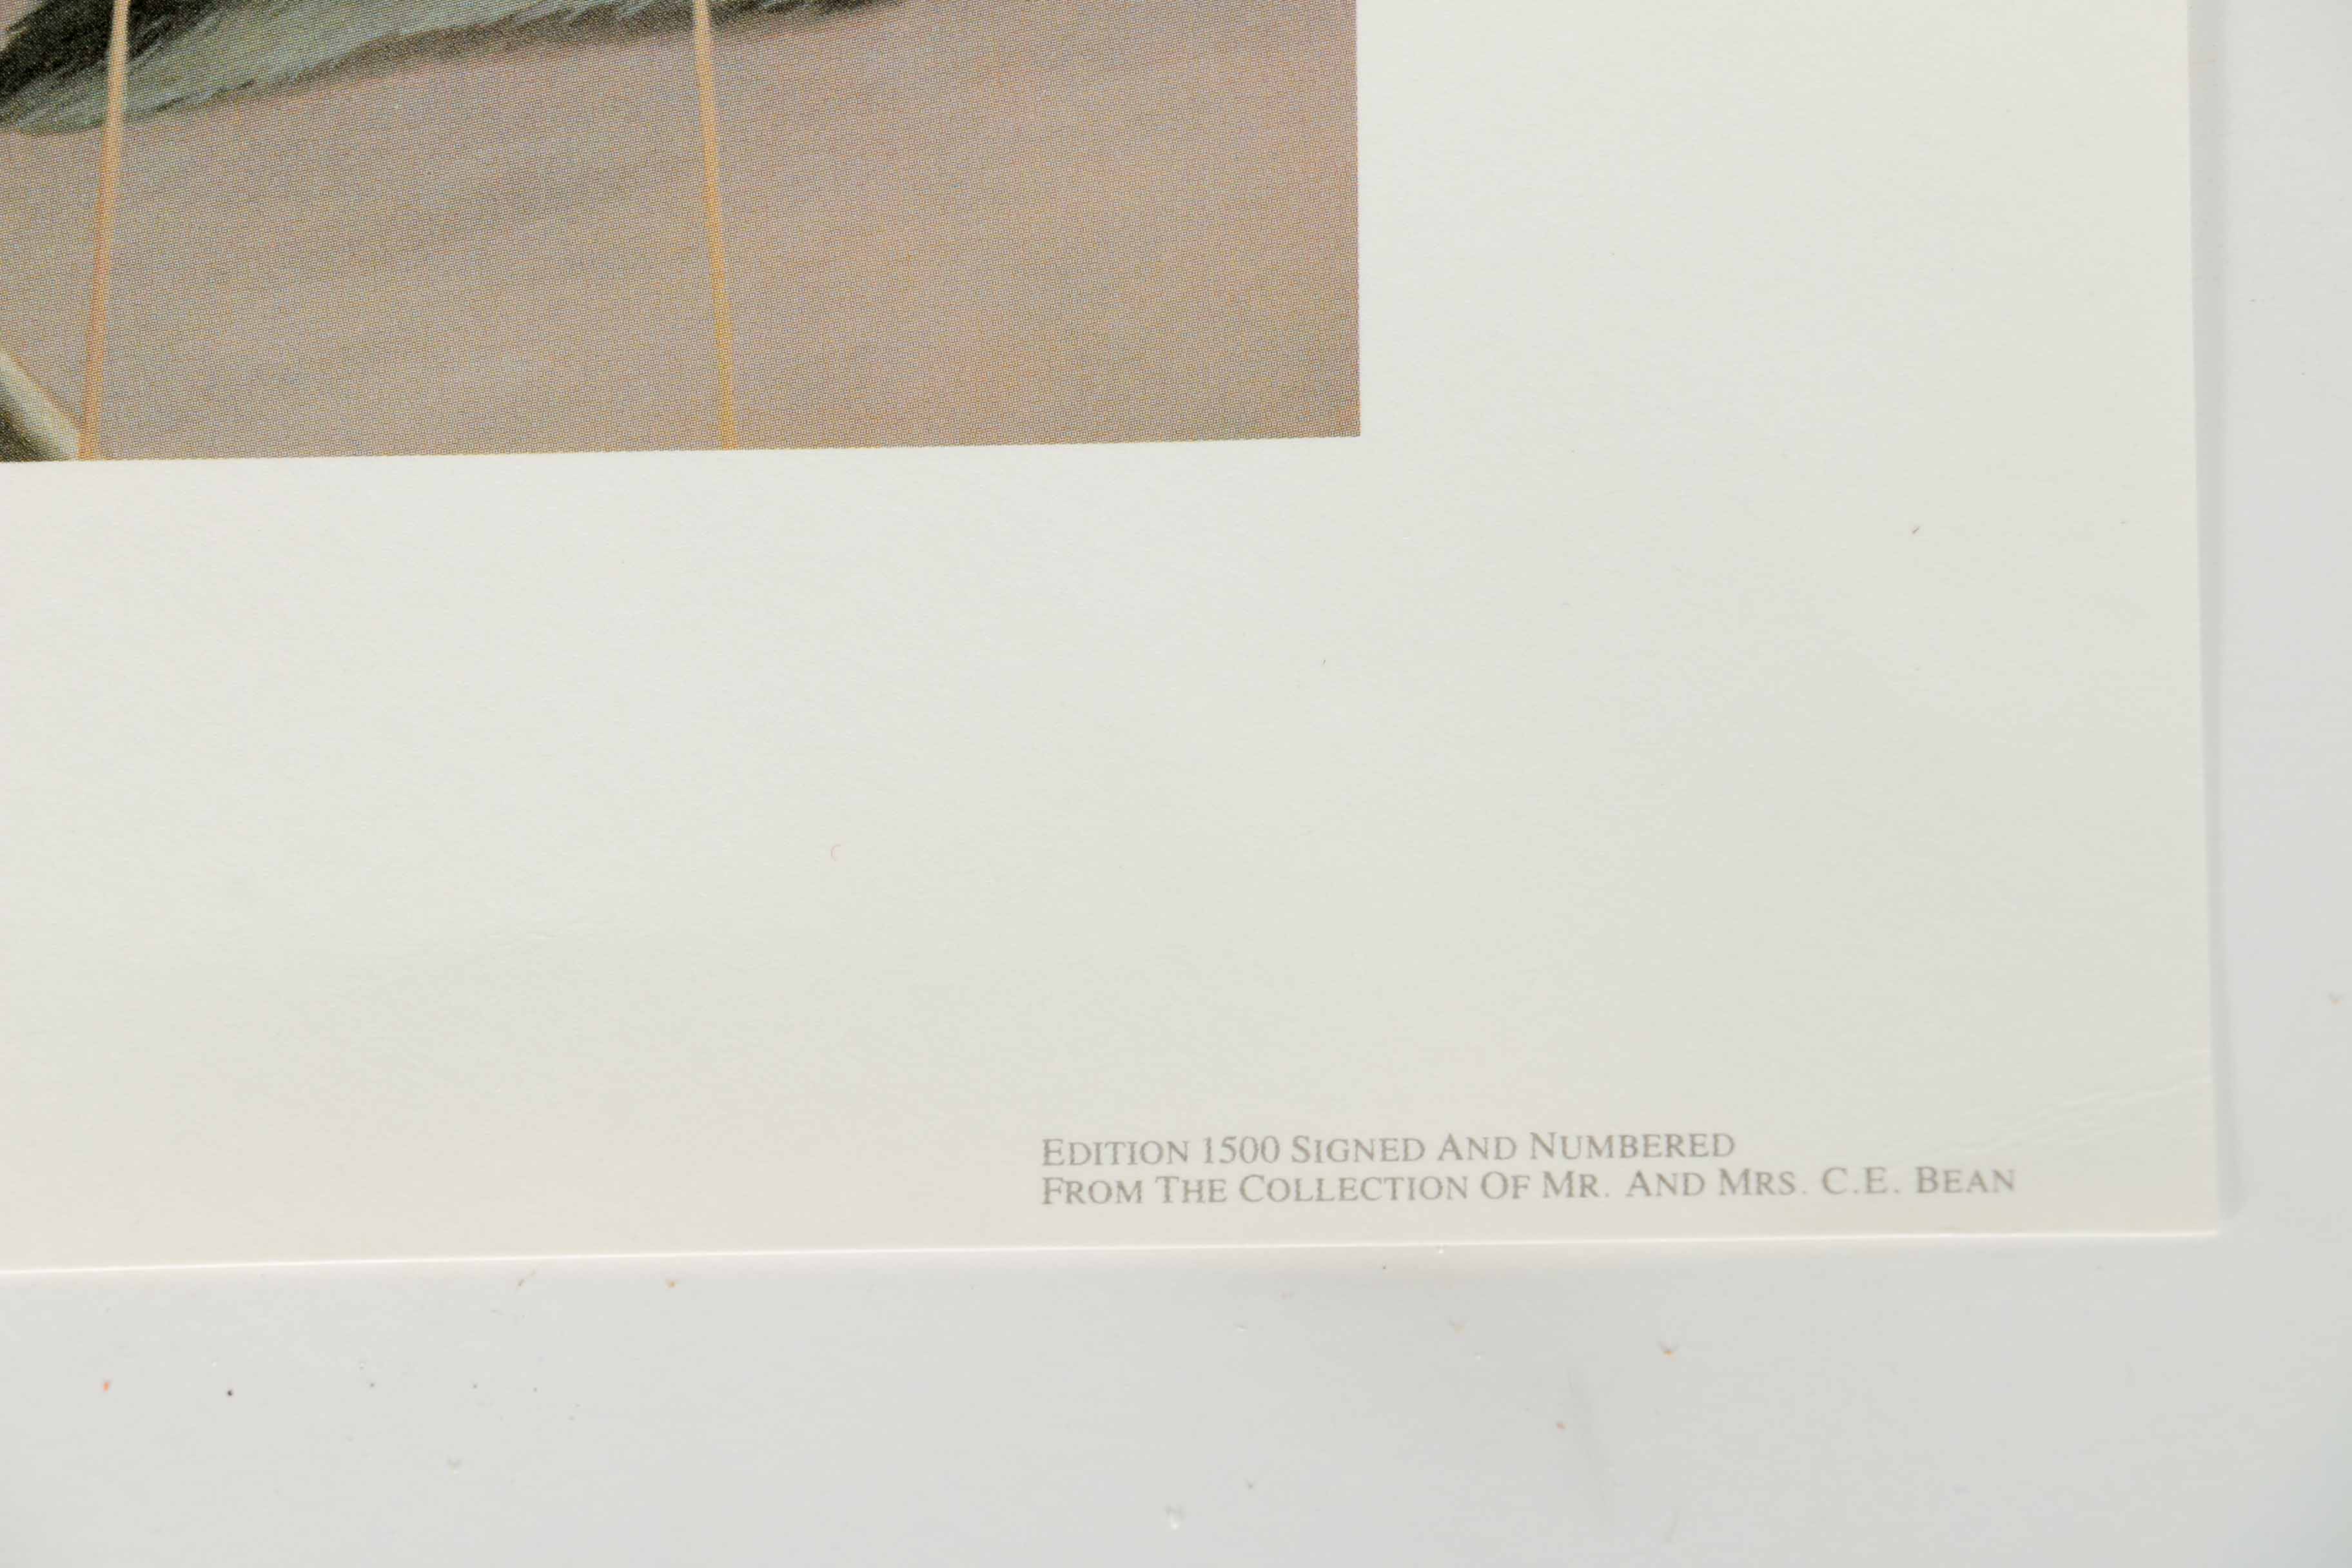 EDITION 1500 SIGNED AND NUMBERED
FROM THE COLLECTION OF MR. AND MRS. C.E. BEAN